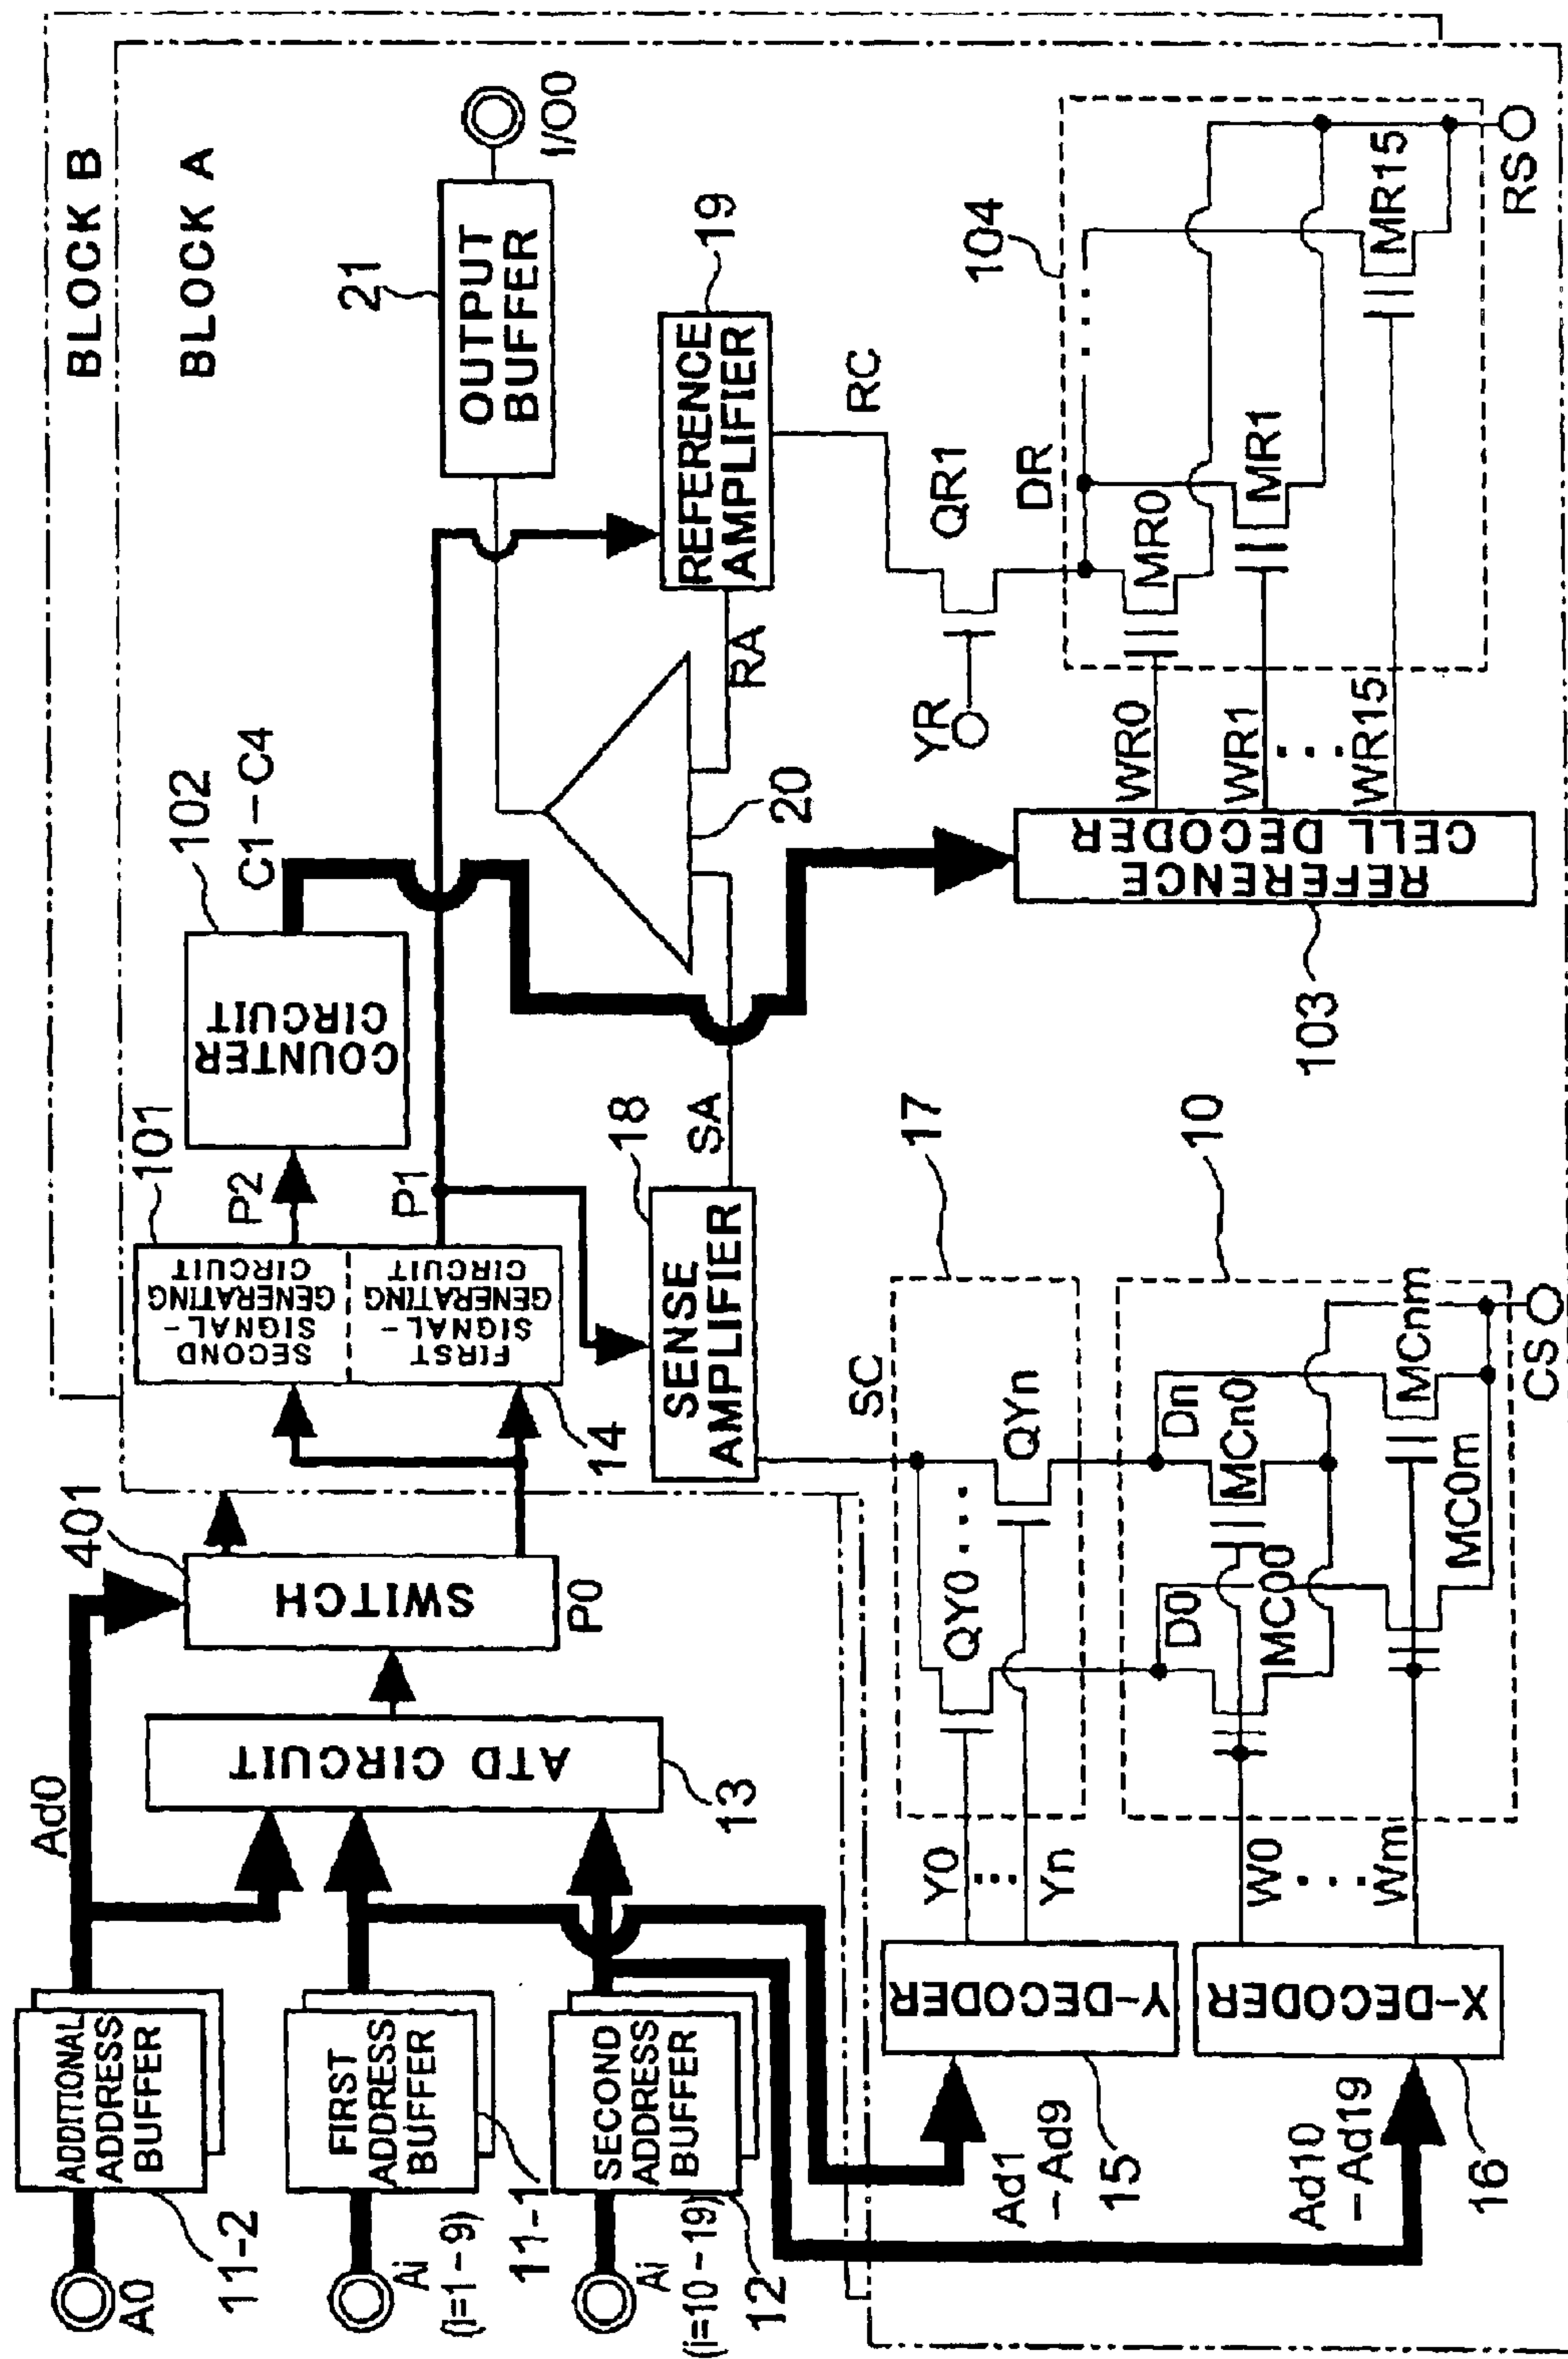 BLOCK B
BLOCK A
ADDITIONAL
ADDRESS
BUFFER
A0
11-2
Ad0
FIRST
ADDRESS
BUFFER
Ai
(i=1-9)
11-1
SECOND
ADDRESS
BUFFER
Ai
(i=10-19)
12
ATD CIRCUIT
13
SWITCH
401
P0
SECOND
SIGNAL-
GENERATING
CIRCUIT
101
FIRST
SIGNAL-
GENERATING
CIRCUIT
14
P2
P1
COUNTER
CIRCUIT
102
C1-C4
SENSE
AMPLIFIER
18
SA
20
RA
REFERENCE
AMPLIFIER
19
OUTPUT
BUFFER
21
I/O0
RC
QR1
YR
DR
REFERENCE
CELL DECODER
103
WR0
WR1
WR15
MR0
MR1
MR15
104
RS
Y-DECODER
15
Ad1
-Ad9
Y0
Yn
X-DECODER
16
Ad10
-Ad19
W0
Wm
SC
QY0
QYn
17
D0
Dn
MC00
MCn0
MC0m
MCnm
10
CS